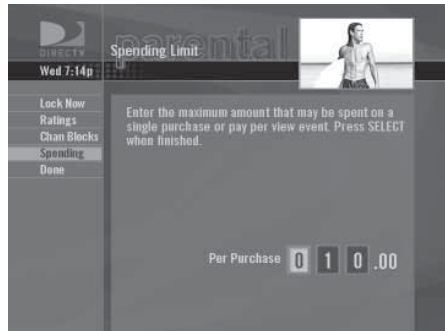 DIRECTV
parental
Spending Limit
Wed 7:14p
Lock Now
Ratings
Chan Blocks
Spending
Done
Enter the maximum amount that may be spent on a
single purchase or pay per view event. Press SELECT
when finished.
Per Purchase 0 1 0 .00